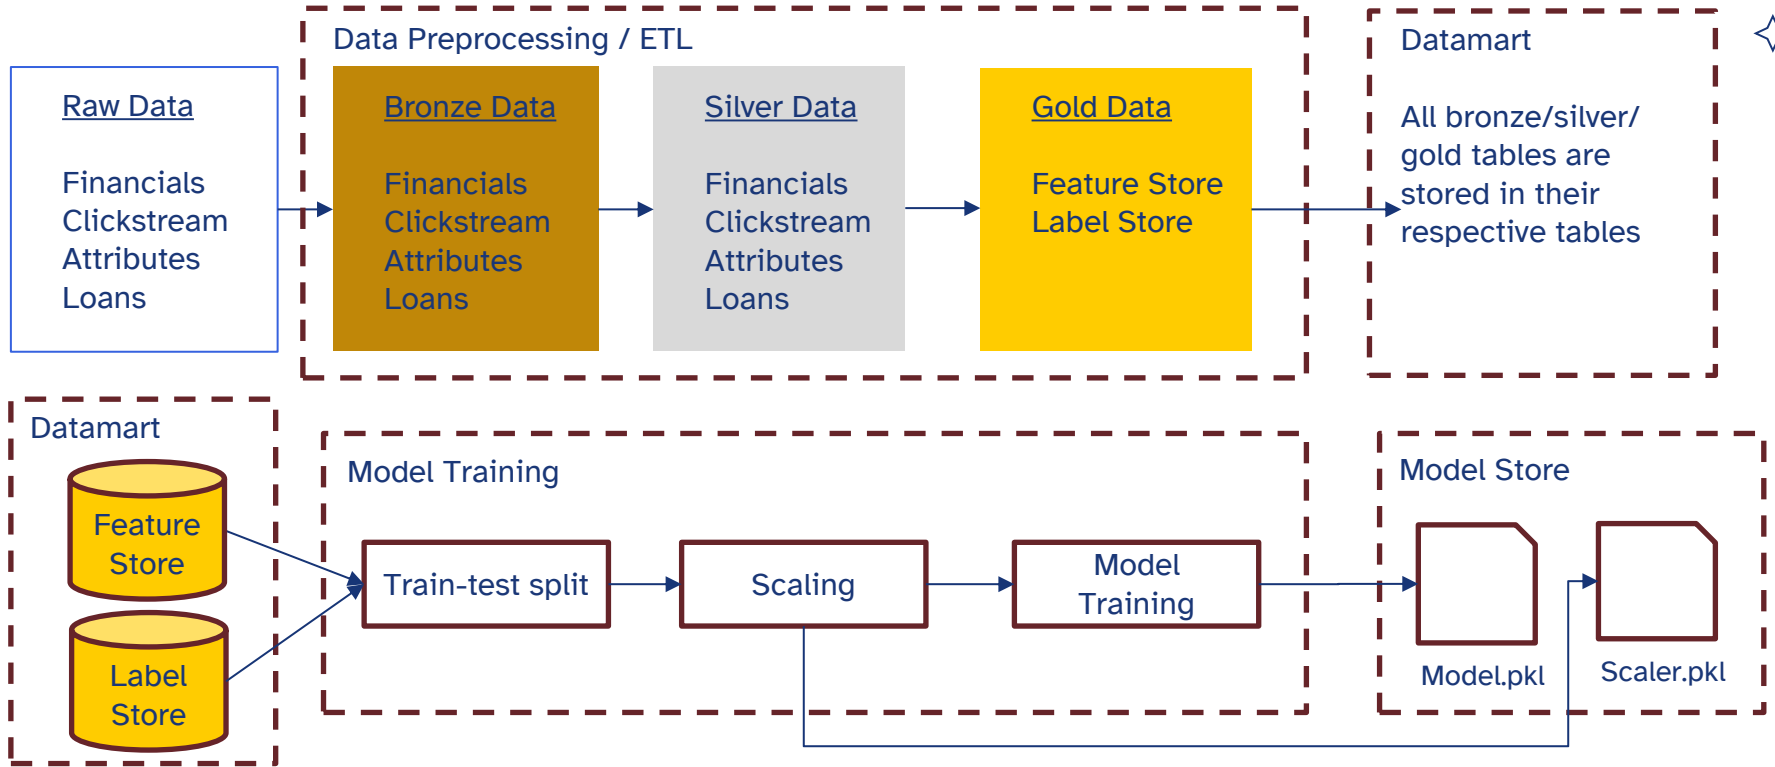 Data Preprocessing / ETL
Raw Data
Financials
Clickstream
Attributes
Loans
Bronze Data
Financials
Clickstream
Attributes
Loans
Silver Data
Financials
Clickstream
Attributes
Loans
Gold Data
Feature Store
Label Store
Datamart
All bronze/silver/
gold tables are
stored in their
respective tables
Datamart
Feature
Store
Label
Store
Model Training
Train-test split
Scaling
Model
Training
Model Store
Model.pkl
Scaler.pkl